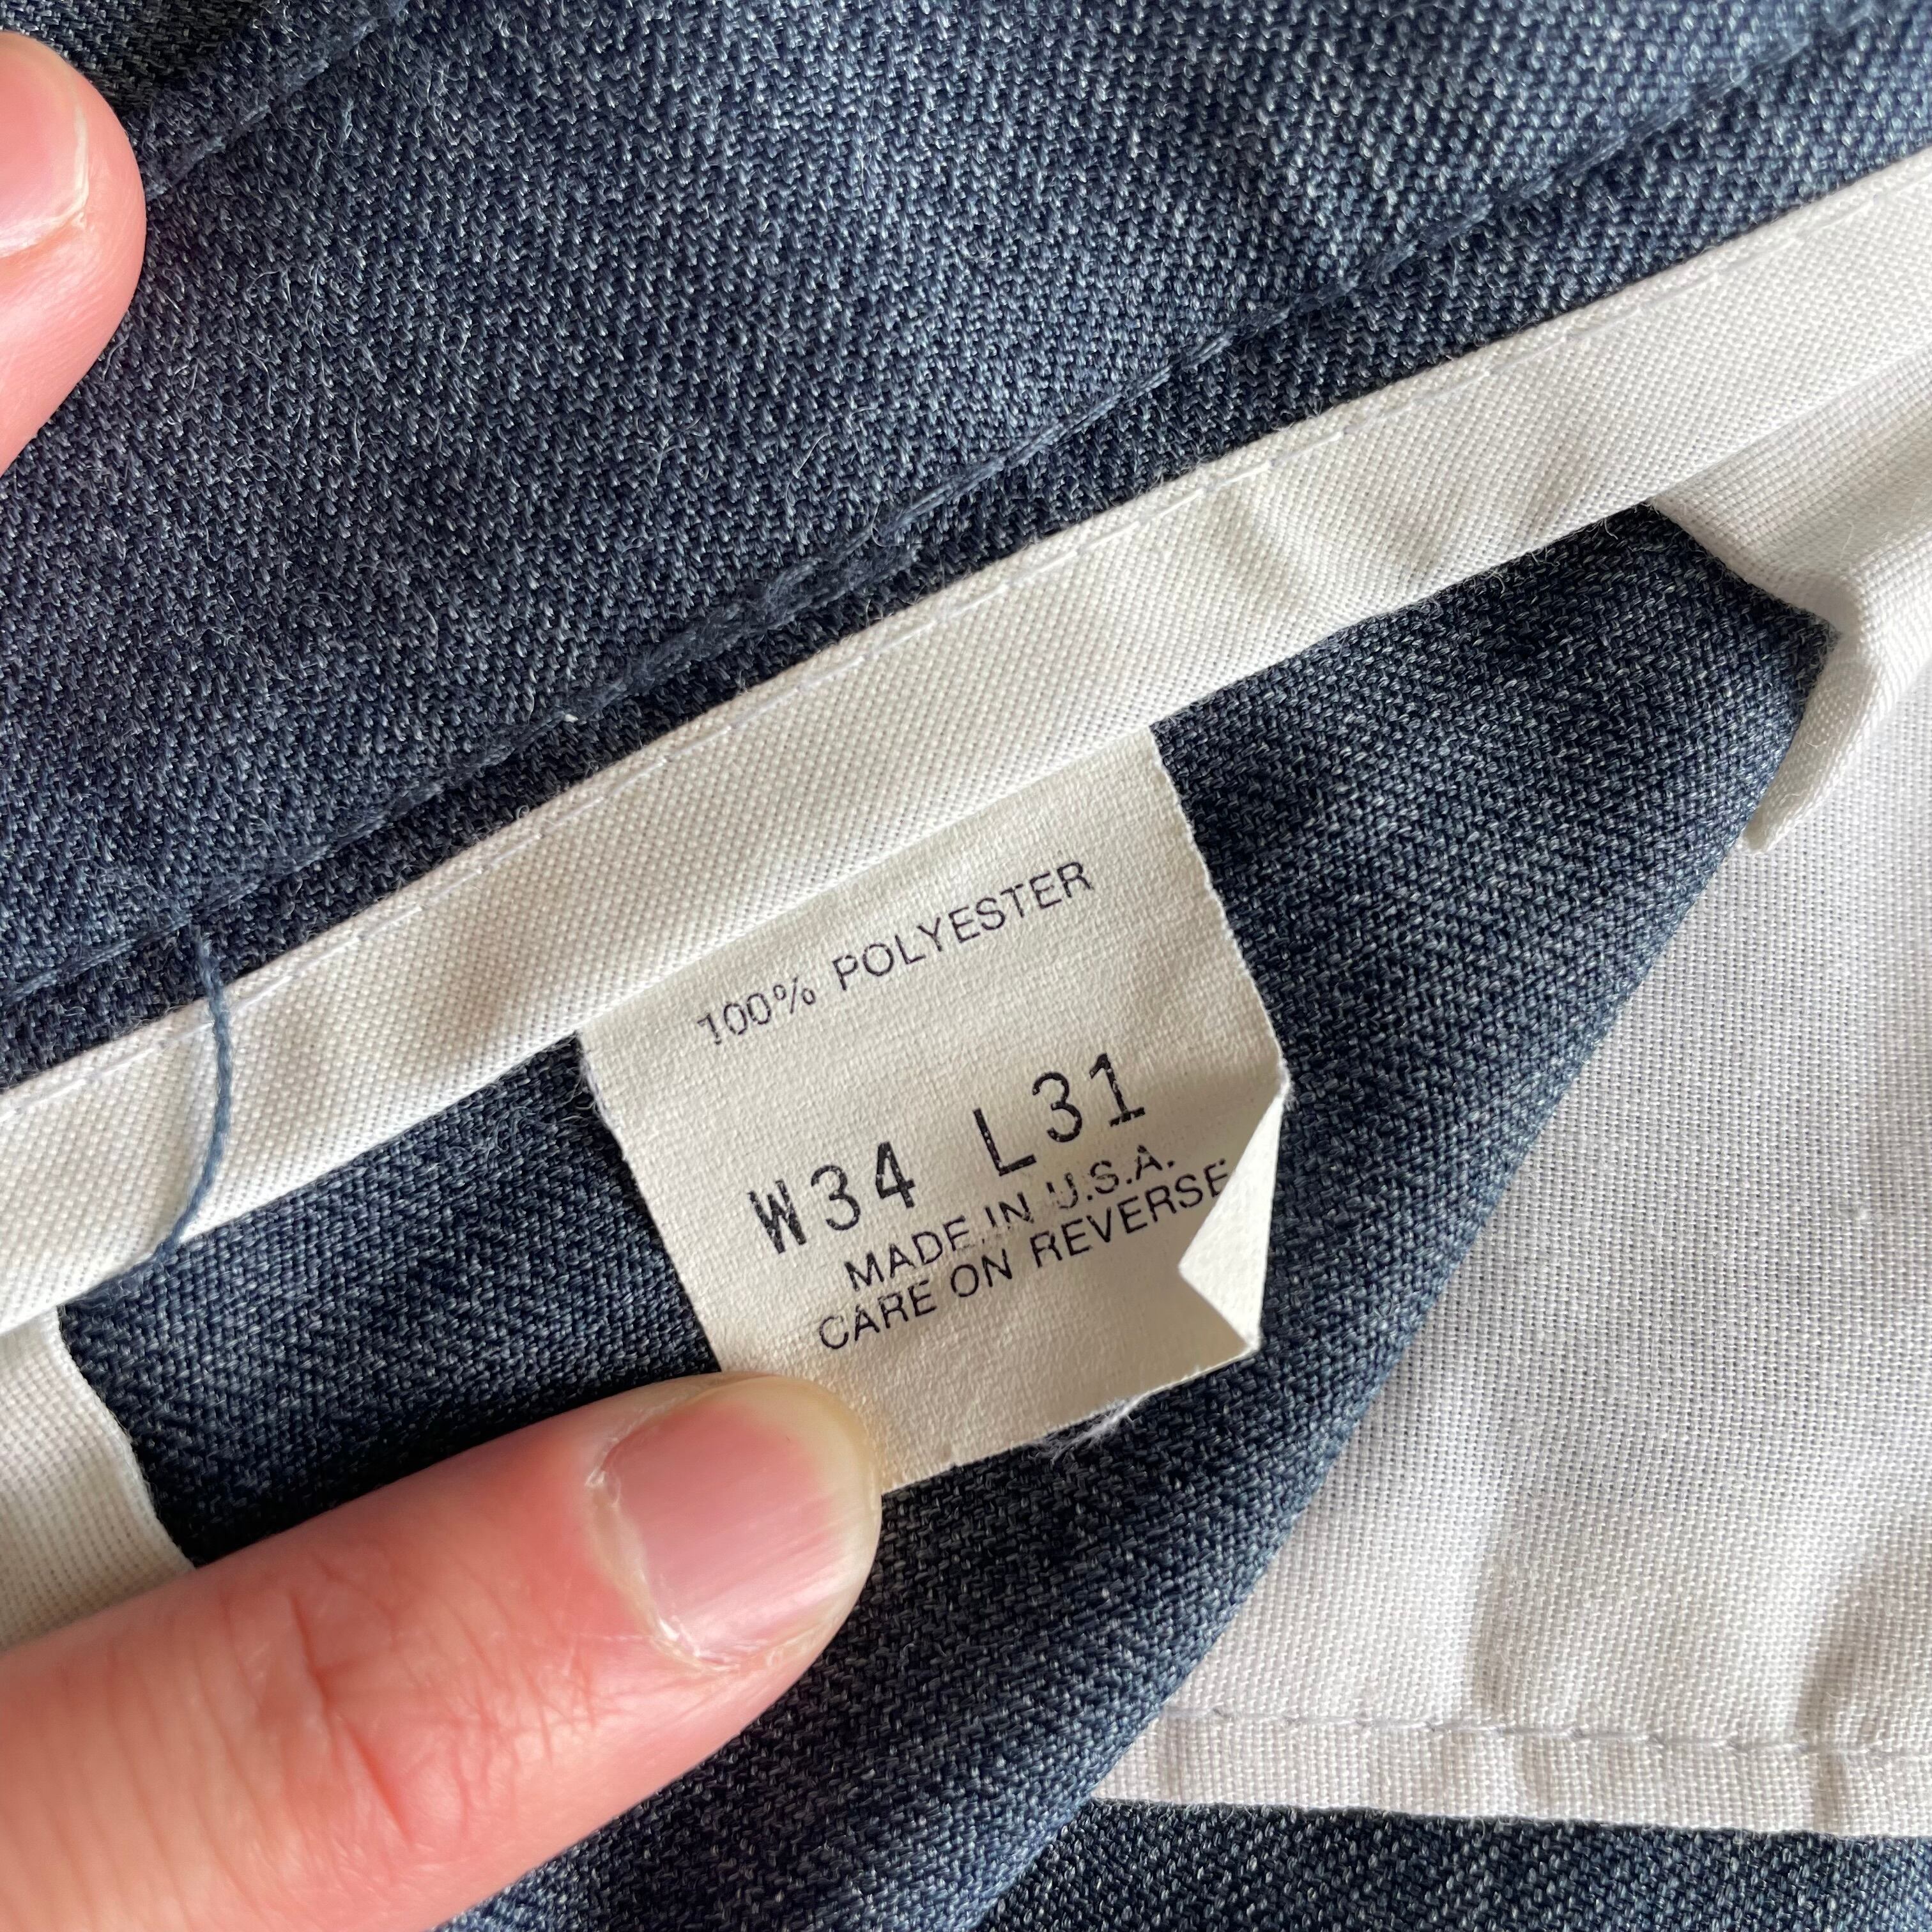 100% POLYESTER
W34 L31
MADE IN U.S.A.
CARE ON REVERSE